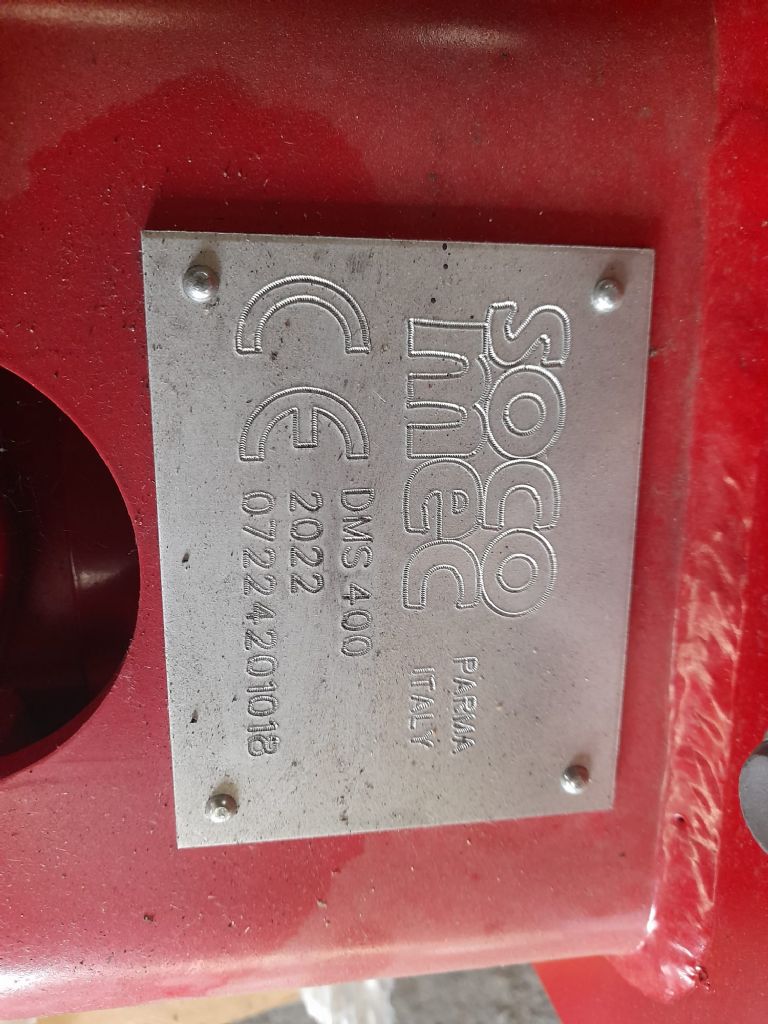 soco
mec
PARMA
ITALY
CE
DMS 400
2022
07224201018